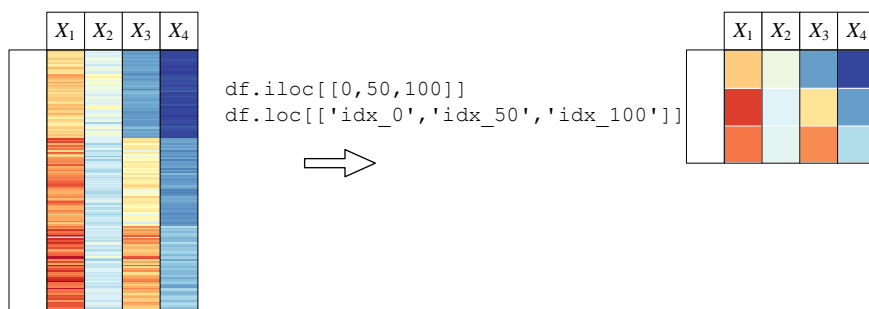 X1 X2 X3 X4
df.iloc[[0,50,100]]
df.loc[['idx_0','idx_50','idx_100']]
X1 X2 X3 X4